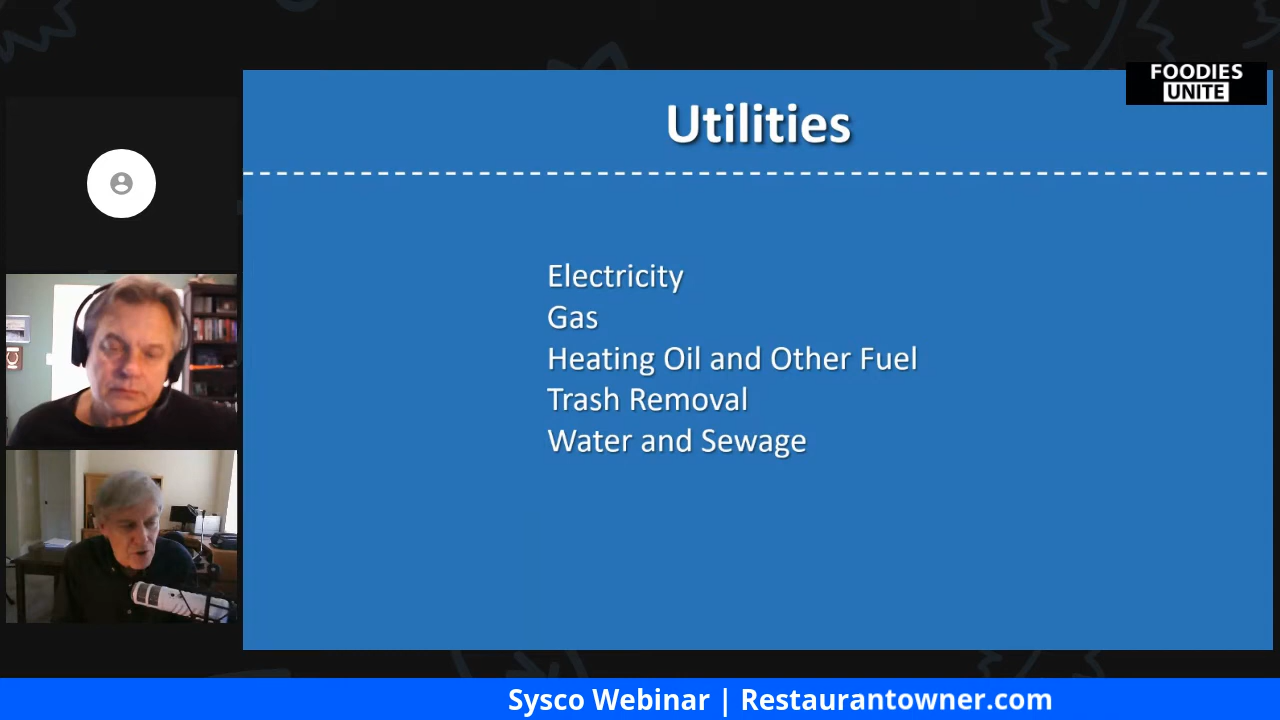 FOODIES
UNITE
Utilities
Electricity
Gas
Heating Oil and Other Fuel
Trash Removal
Water and Sewage
Sysco Webinar | Restaurantowner.com